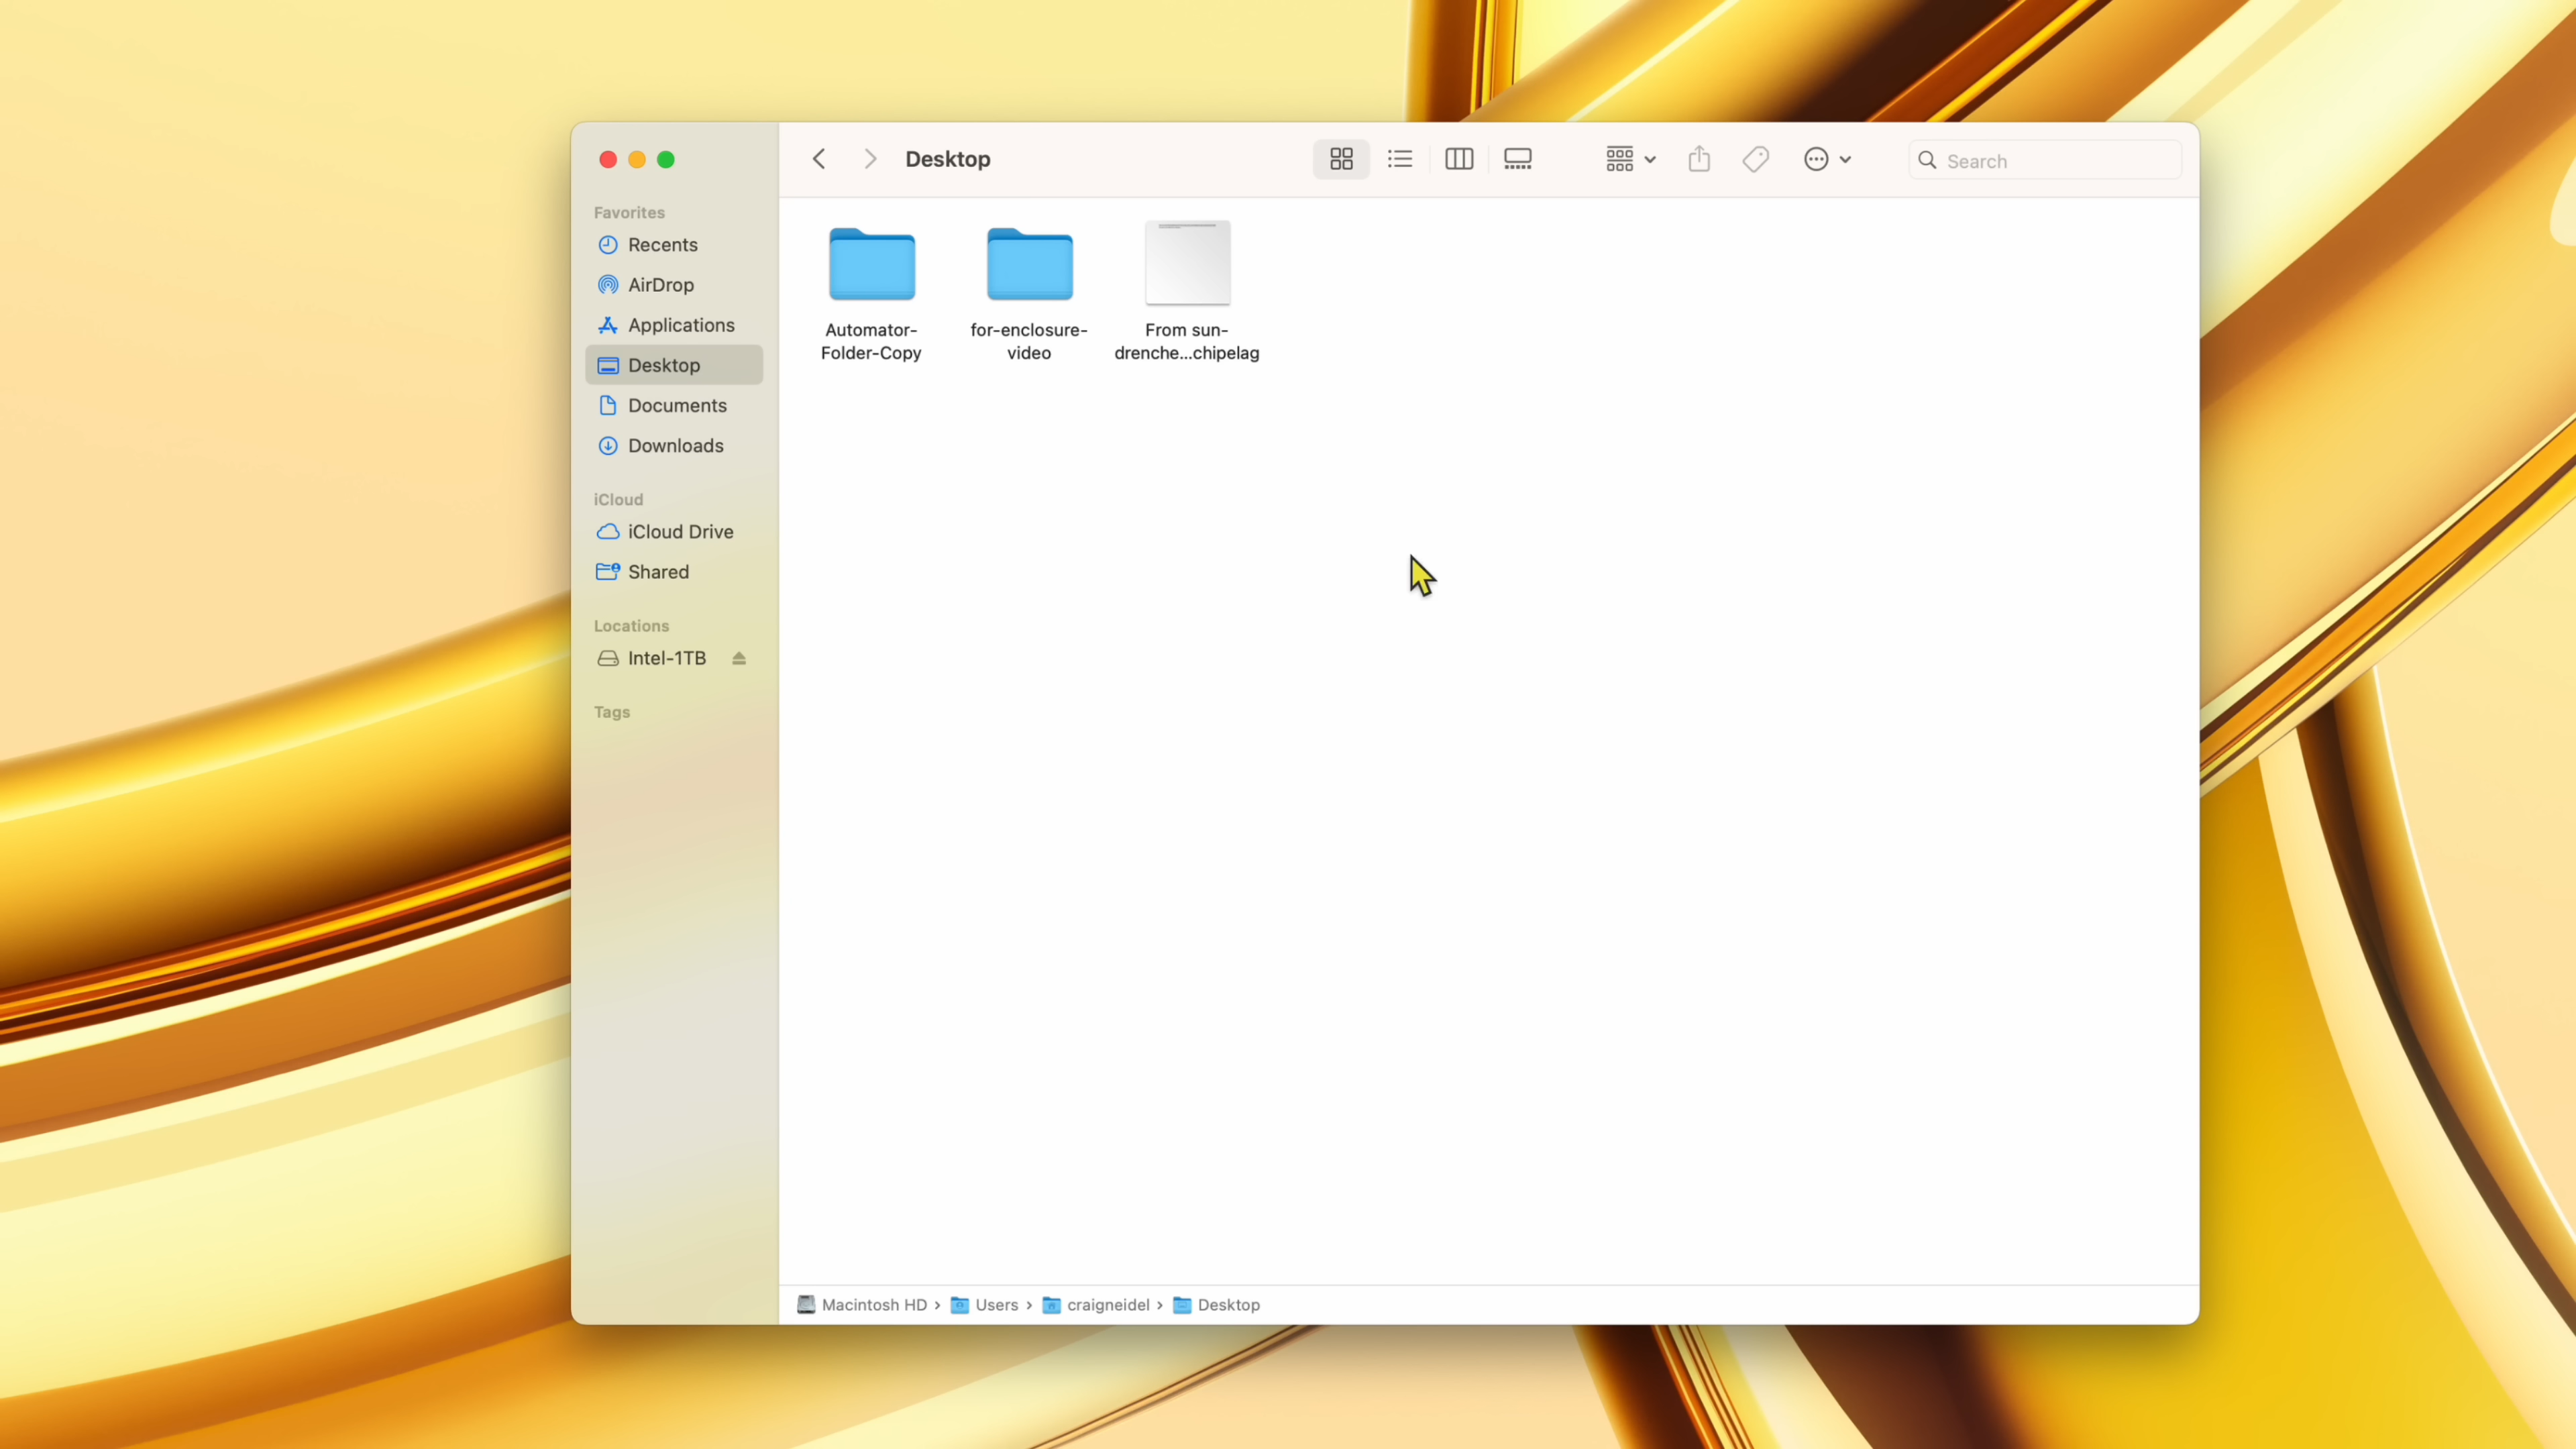 Desktop
Search
Favorites
Recents
AirDrop
Applications
Desktop
Documents
Downloads
iCloud
iCloud Drive
Shared
Locations
Intel-1TB
Tags
Automator-
Folder-Copy
for-enclosure-
video
From sun-
drenche...chipelag
Macintosh HD › Users › craigneidel › Desktop